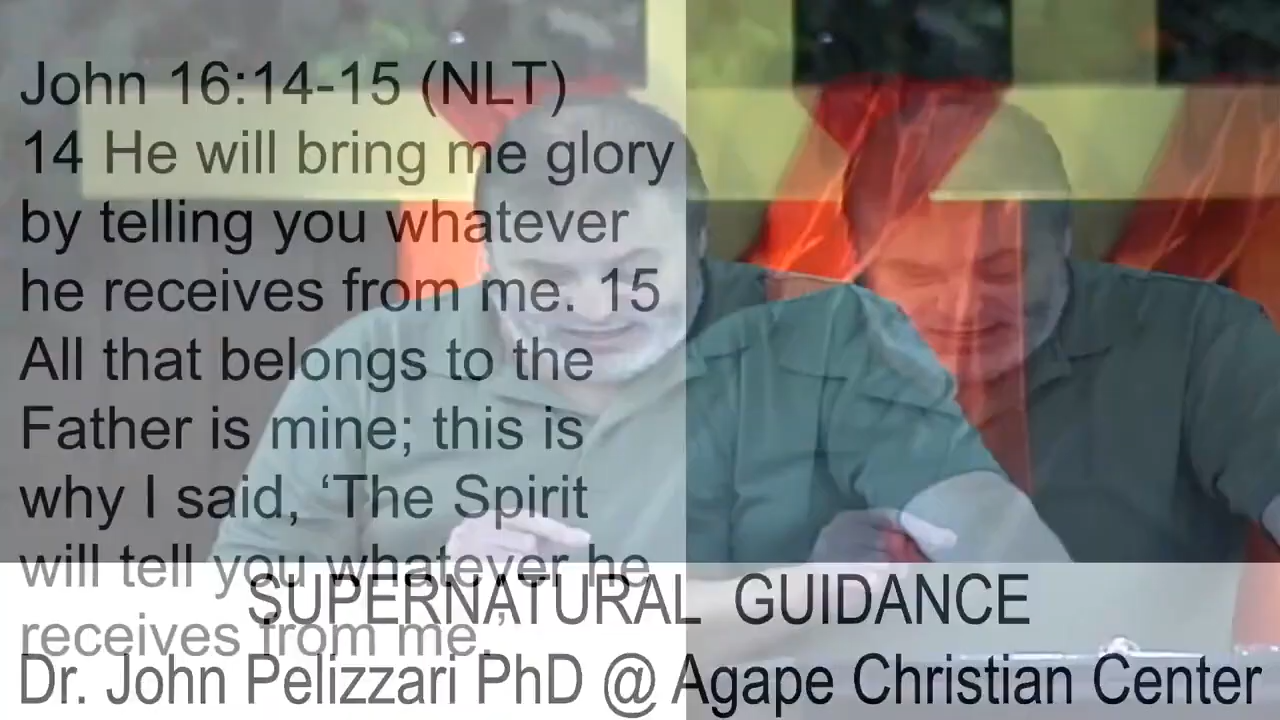 John 16:14-15 (NLT)
14 He will bring me glory
by telling you whatever
he receives from me. 15
All that belongs to the
Father is mine; this is
why I said, ‘The Spirit
will tell you whatever he
receives from me.’
SUPERNATURAL GUIDANCE
Dr. John Pelizzari PhD @ Agape Christian Center